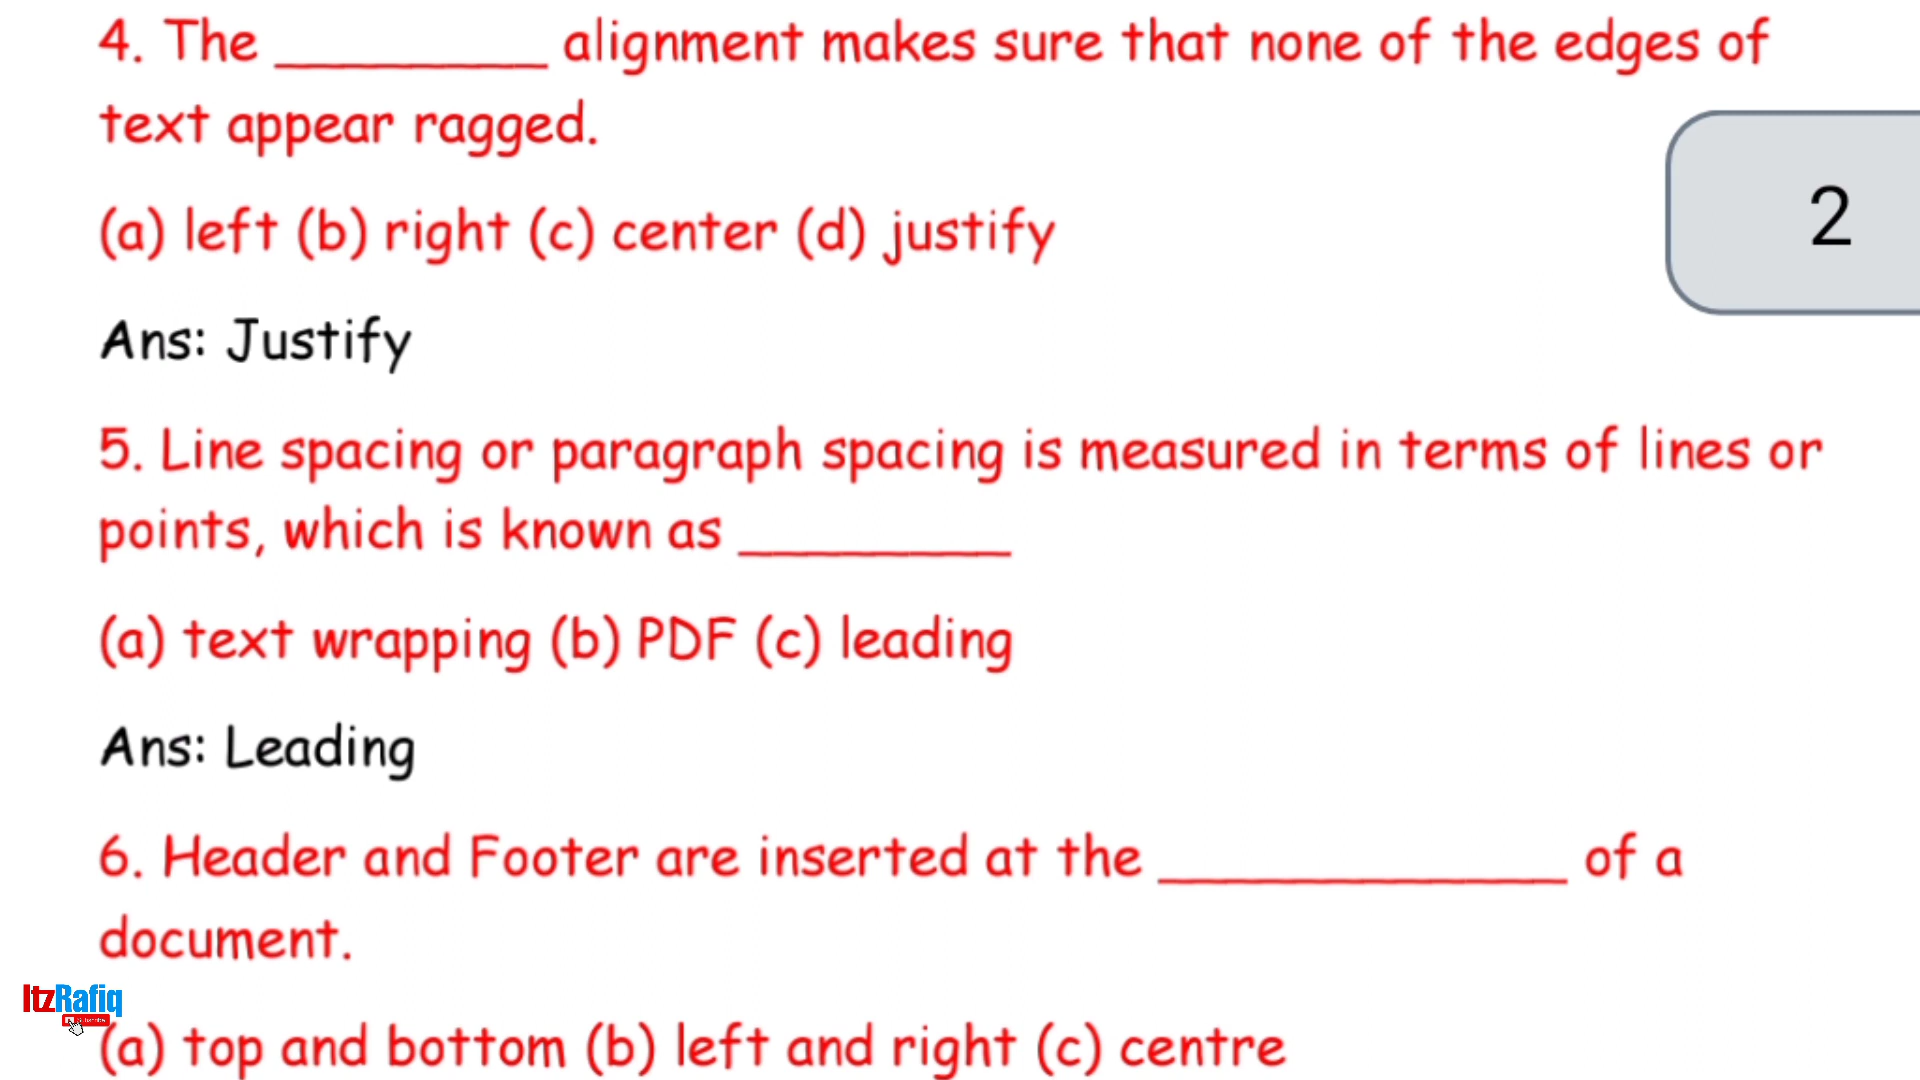 4. The ________ alignment makes sure that none of the edges of
text appear ragged.
2
(a) left (b) right (c) center (d) justify
Ans: Justify
5. Line spacing or paragraph spacing is measured in terms of lines or
points, which is known as ________
(a) text wrapping (b) PDF (c) leading
Ans: Leading
6. Header and Footer are inserted at the ____________ of a
document.
ItzRafiq
(a) top and bottom (b) left and right (c) centre